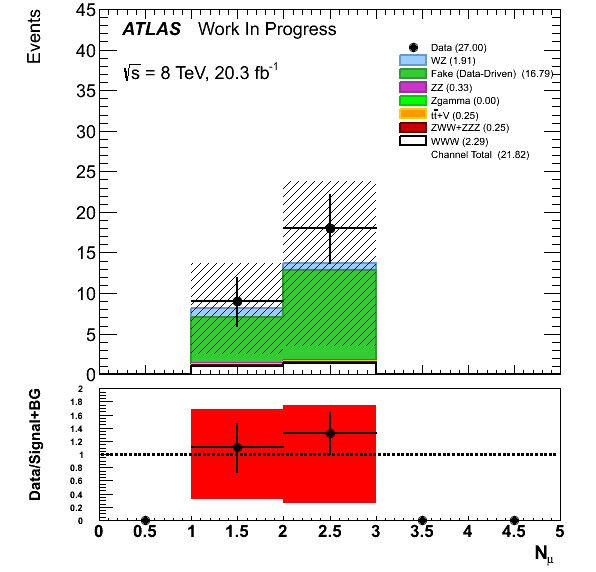 Events
45
40
35
30
25
20
15
10
5
0
ATLAS Work In Progress
√s = 8 TeV, 20.3 fb⁻¹
Data (27.00)
WZ (1.91)
Fake (Data-Driven) (16.79)
ZZ (0.33)
Zgamma (0.00)
tt̄+V (0.25)
ZWW+ZZZ (0.25)
WWW (2.29)
Channel Total (21.82)
Data/Signal+BG
2
1.8
1.6
1.4
1.2
1
0.8
0.6
0.4
0.2
0
0 0.5 1 1.5 2 2.5 3 3.5 4 4.5 5
Nμ